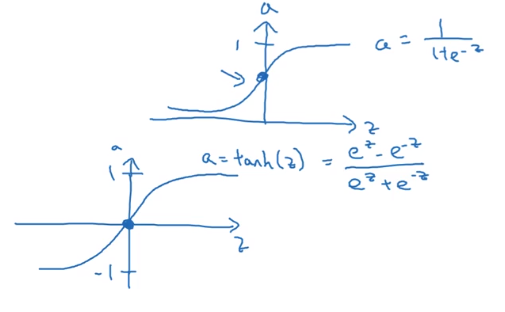 a
1
a = 1/(1+e^-z)
z
a
1
a = tanh(z) = (e^z - e^-z)/(e^z + e^-z)
z
-1